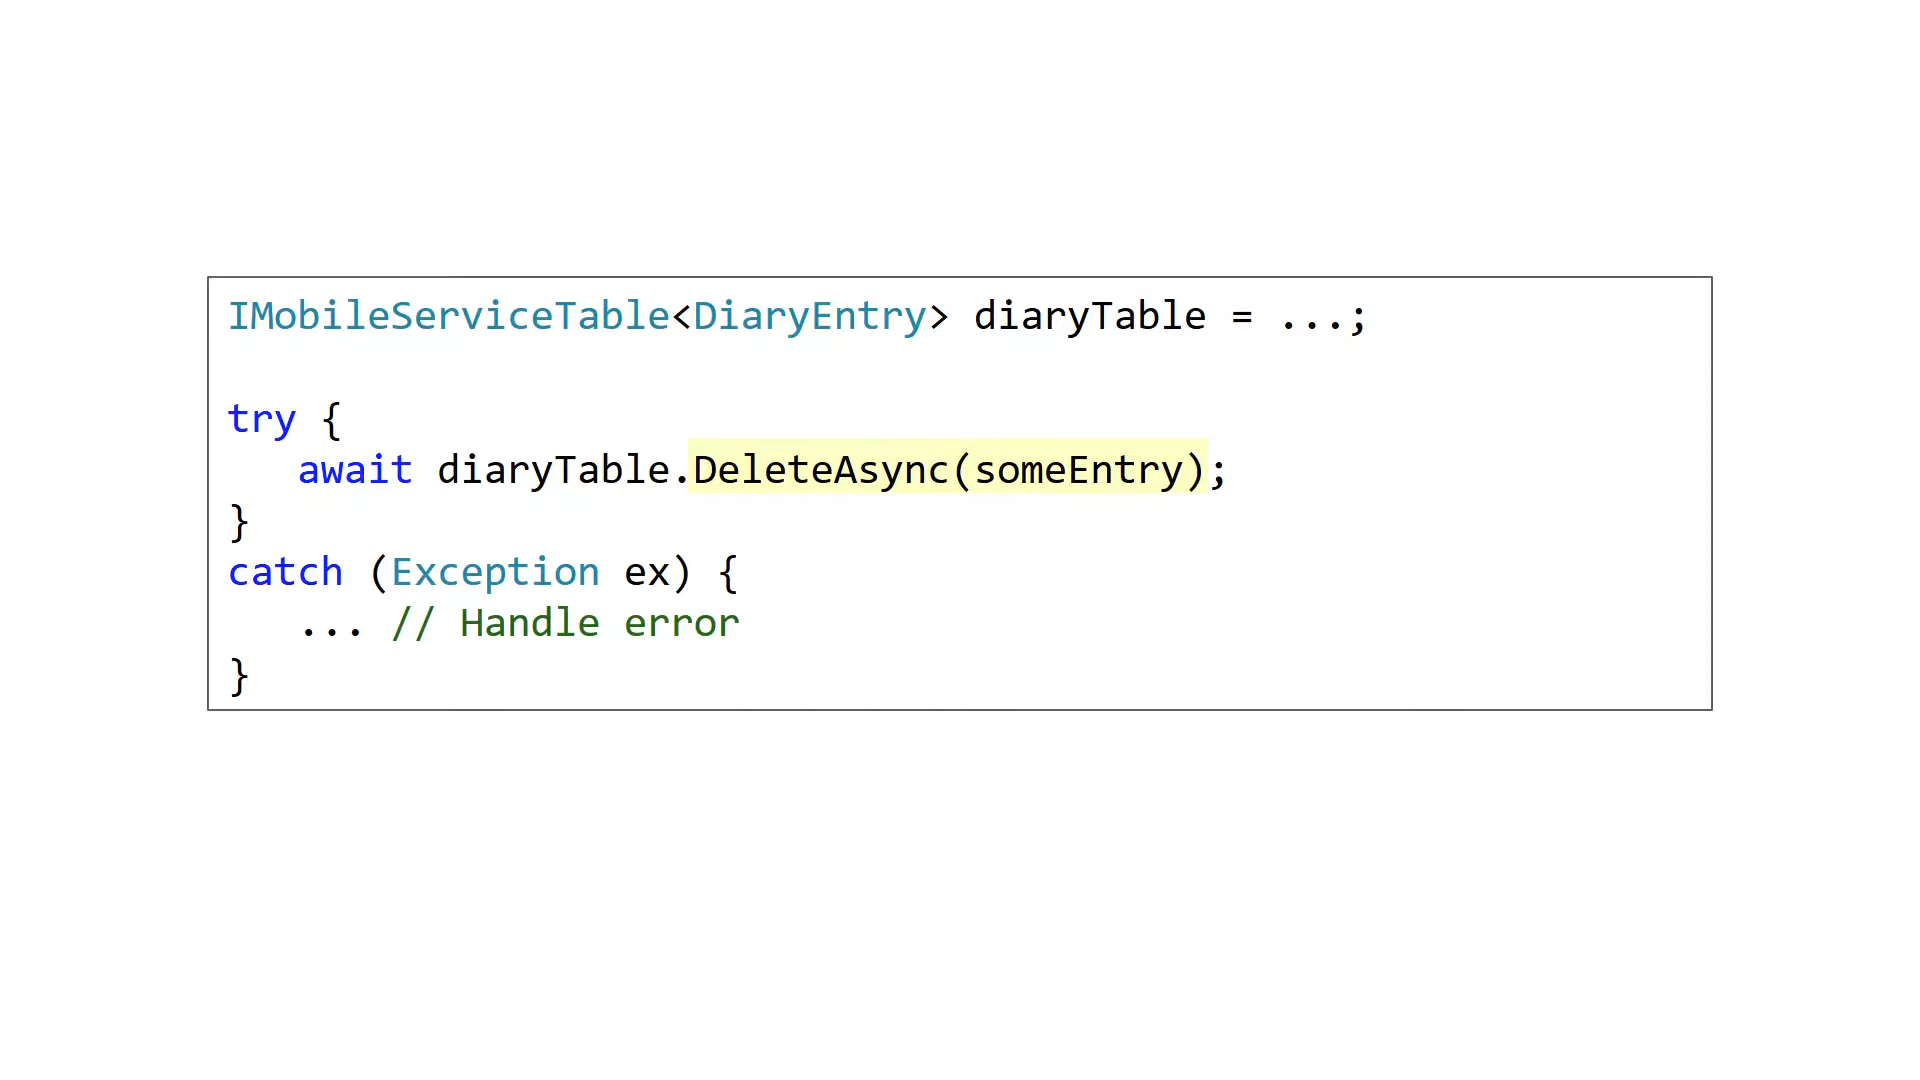 IMobileServiceTable<DiaryEntry> diaryTable = ...;
try {
await diaryTable.DeleteAsync(someEntry);
}
catch (Exception ex) {
... // Handle error
}